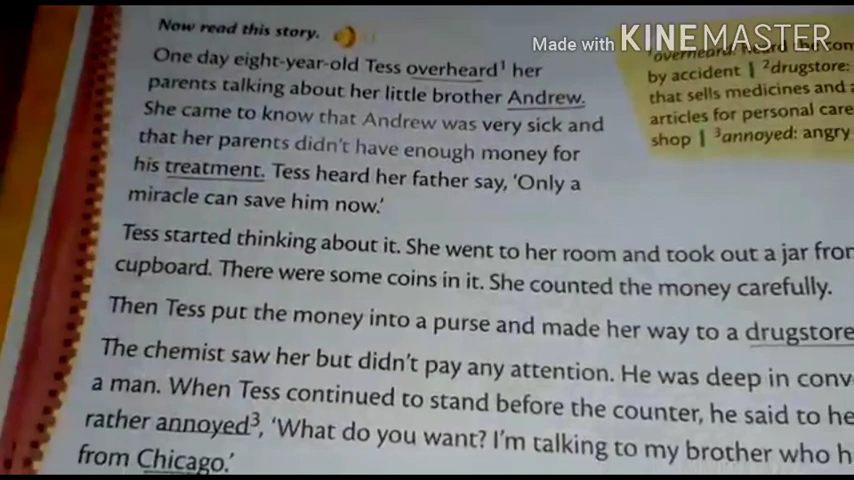 Now read this story.
Made with KINEMASTER
One day eight-year-old Tess overheard¹ her
parents talking about her little brother Andrew.
She came to know that Andrew was very sick and
that her parents didn't have enough money for
his treatment. Tess heard her father say, 'Only a
miracle can save him now.'
¹overheard: heard
by accident | ²drugstore:
that sells medicines and
articles for personal care
shop | ³annoyed: angry
Tess started thinking about it. She went to her room and took out a jar from
cupboard. There were some coins in it. She counted the money carefully.
Then Tess put the money into a purse and made her way to a drugstore
The chemist saw her but didn't pay any attention. He was deep in conv
a man. When Tess continued to stand before the counter, he said to he
rather annoyed³, 'What do you want? I'm talking to my brother who h
from Chicago.'